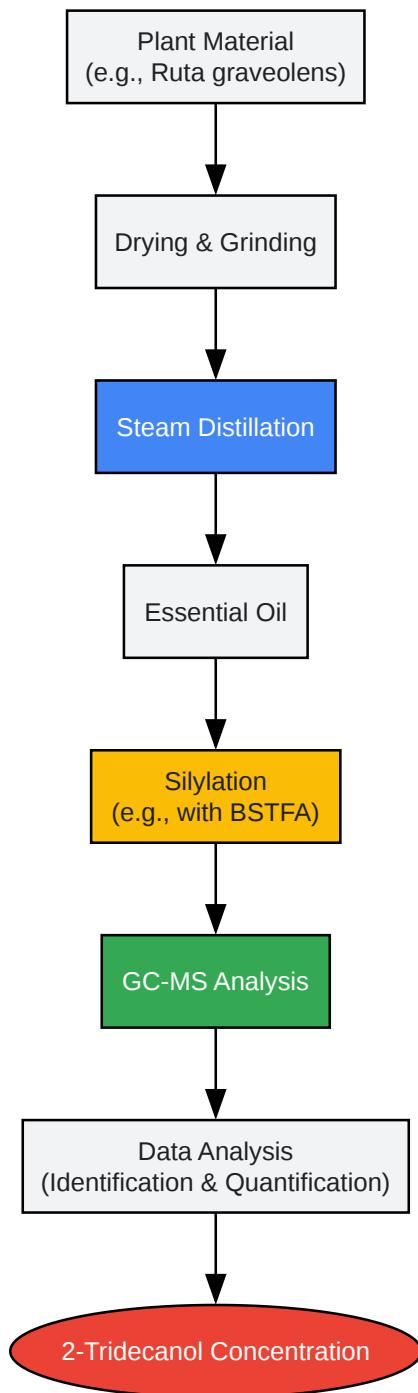 Plant Material
(e.g., Ruta graveolens)
Drying & Grinding
Steam Distillation
Essential Oil
Silylation
(e.g., with BSTFA)
GC-MS Analysis
Data Analysis
(Identification & Quantification)
2-Tridecanol Concentration